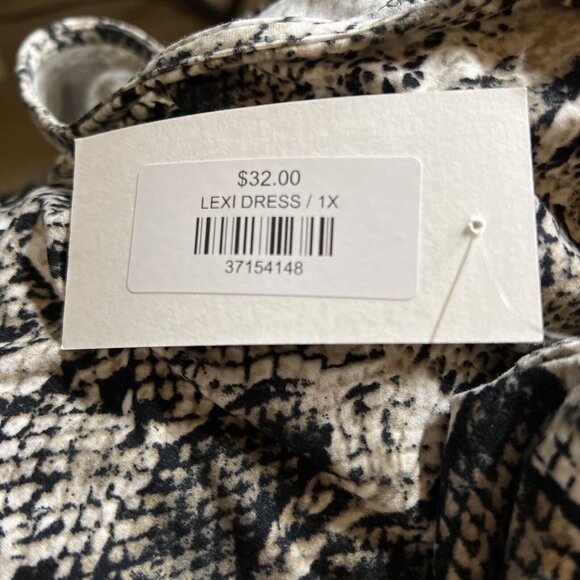 $32.00
LEXI DRESS / 1X
37154148